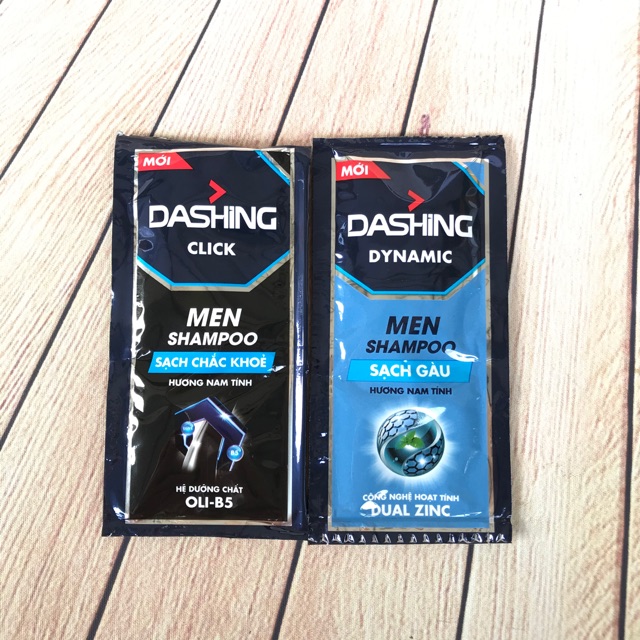 MỚI
DASHiNG
CLICK
MEN
SHAMPOO
SẠCH CHẮC KHOẺ
HƯƠNG NAM TÍNH
HỆ DƯỠNG CHẤT
OLI-B5
MỚI
DASHiNG
DYNAMIC
MEN
SHAMPOO
SẠCH GÀU
HƯƠNG NAM TÍNH
CÔNG NGHỆ HOẠT TÍNH
DUAL ZINC